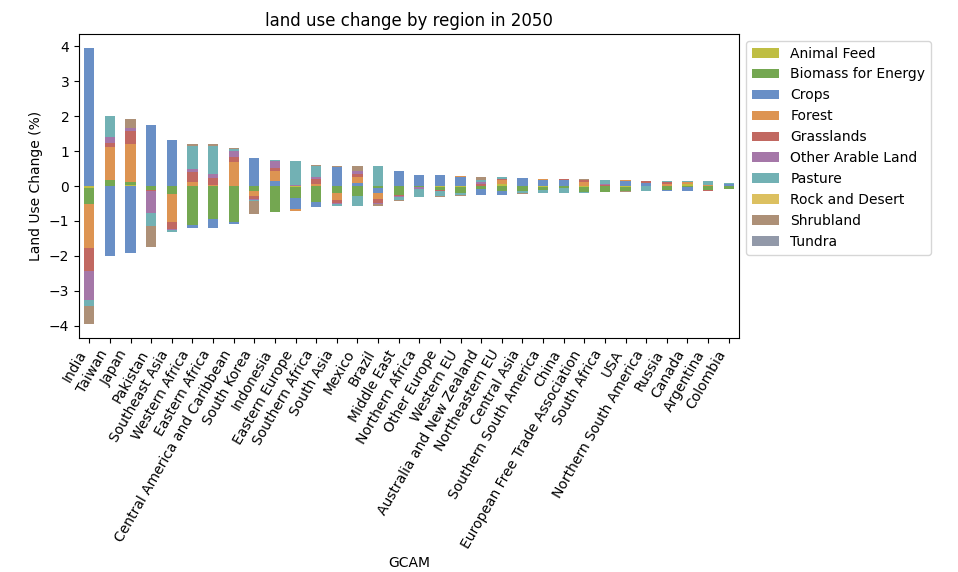 land use change by region in 2050
Land Use Change (%)
4
3
2
1
0
−1
−2
−3
−4
India
Taiwan
Japan
Pakistan
Southeast Asia
Western Africa
Eastern Africa
Central America and Caribbean
South Korea
Indonesia
Eastern Europe
Southern Africa
South Asia
Mexico
Brazil
Middle East
Northern Africa
Other Europe
Western EU
Australia and New Zealand
Northeastern EU
Central Asia
Southern South America
China
European Free Trade Association
South Africa
USA
Northern South America
Russia
Canada
Argentina
Colombia
GCAM
Animal Feed
Biomass for Energy
Crops
Forest
Grasslands
Other Arable Land
Pasture
Rock and Desert
Shrubland
Tundra